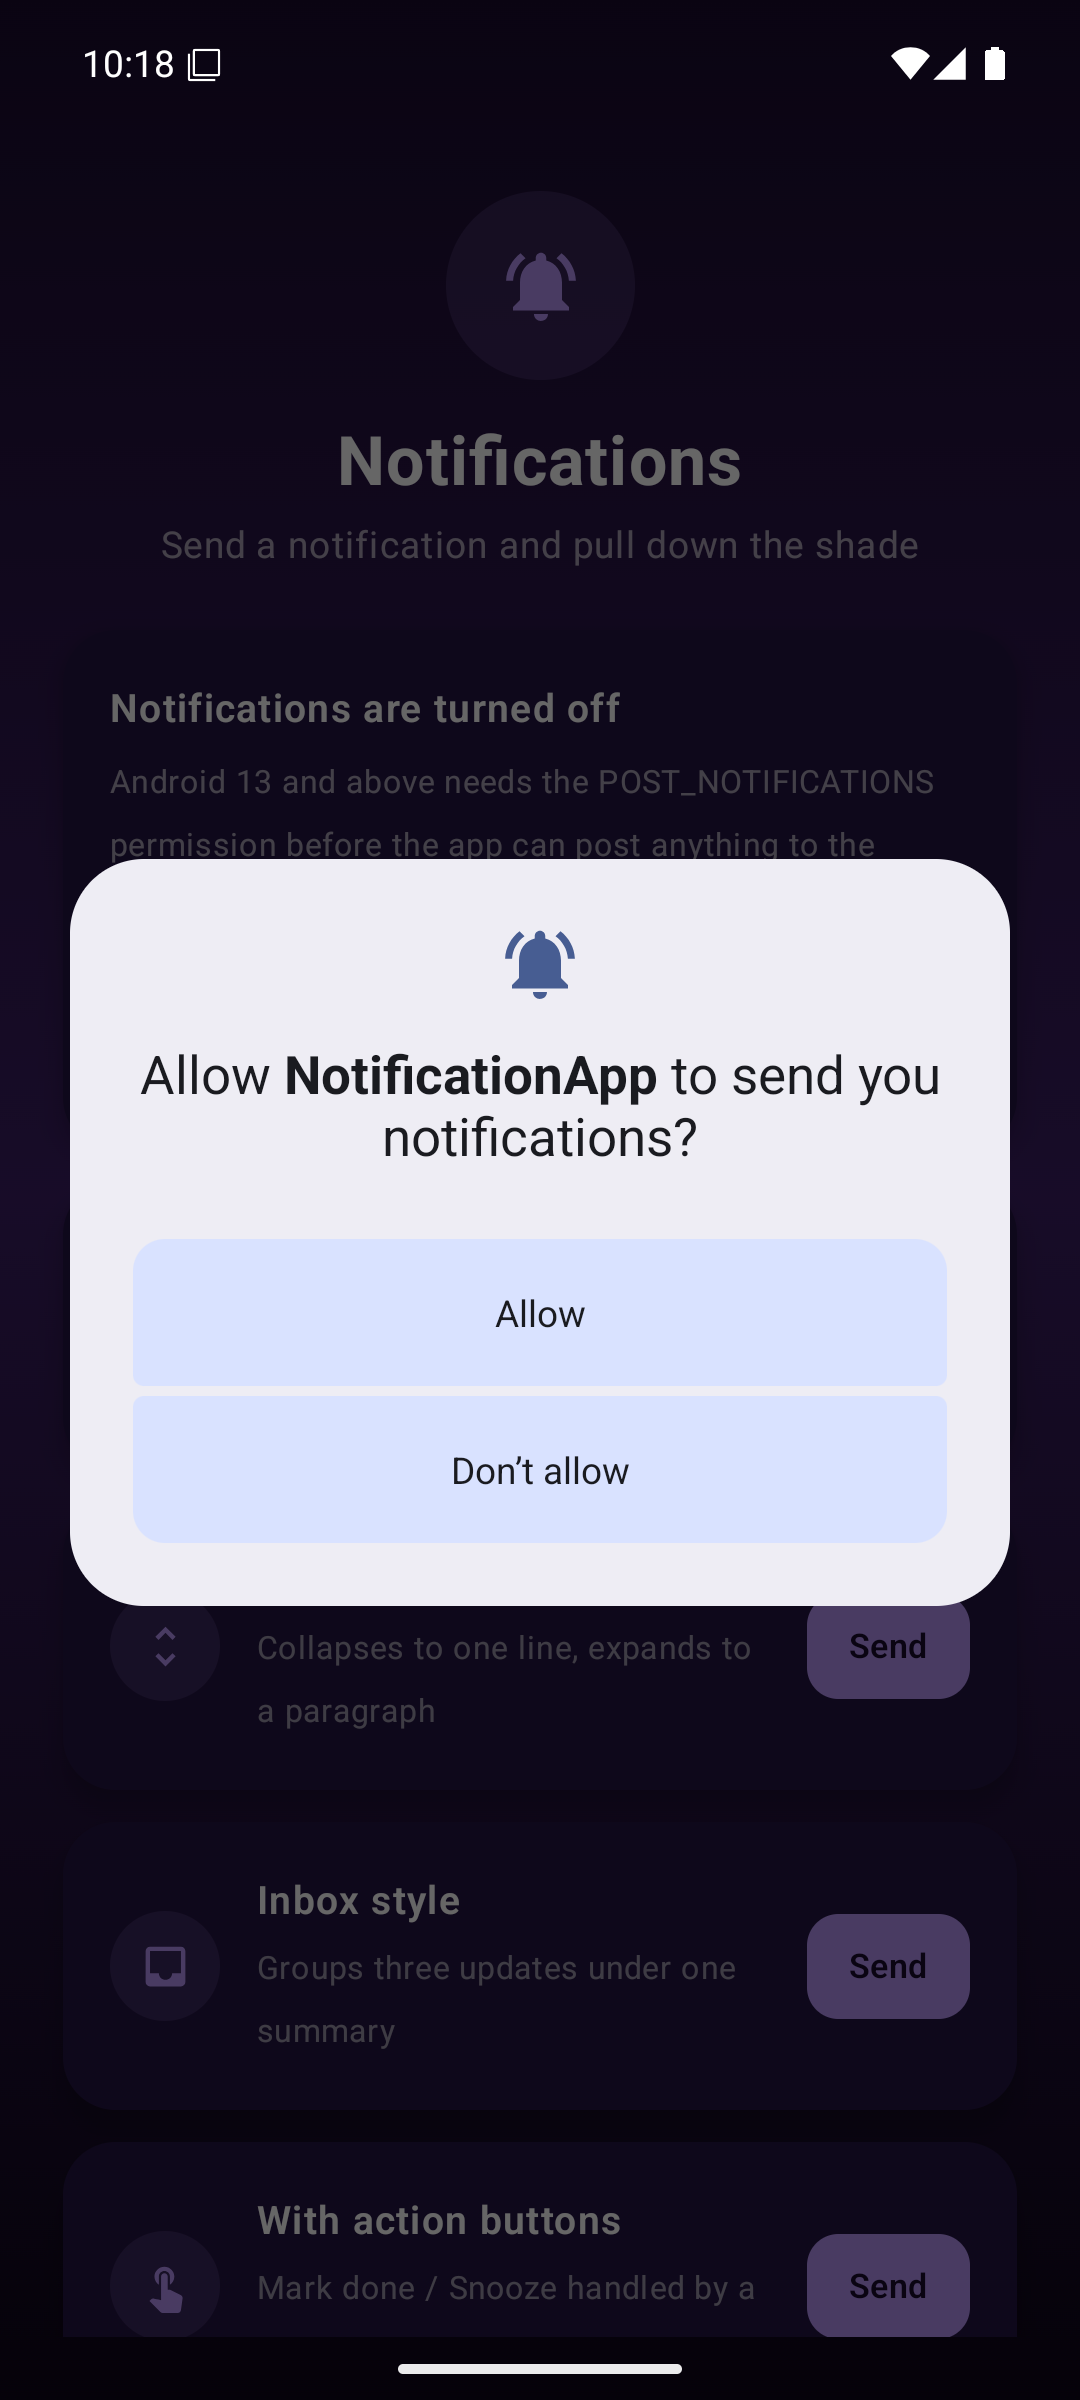 10:18
Notifications
Send a notification and pull down the shade
Notifications are turned off
Android 13 and above needs the POST_NOTIFICATIONS
permission before the app can post anything to the
Allow NotificationApp to send you
notifications?
Allow
Don’t allow
Collapses to one line, expands to
a paragraph
Send
Inbox style
Groups three updates under one
summary
Send
With action buttons
Mark done / Snooze handled by a
Send